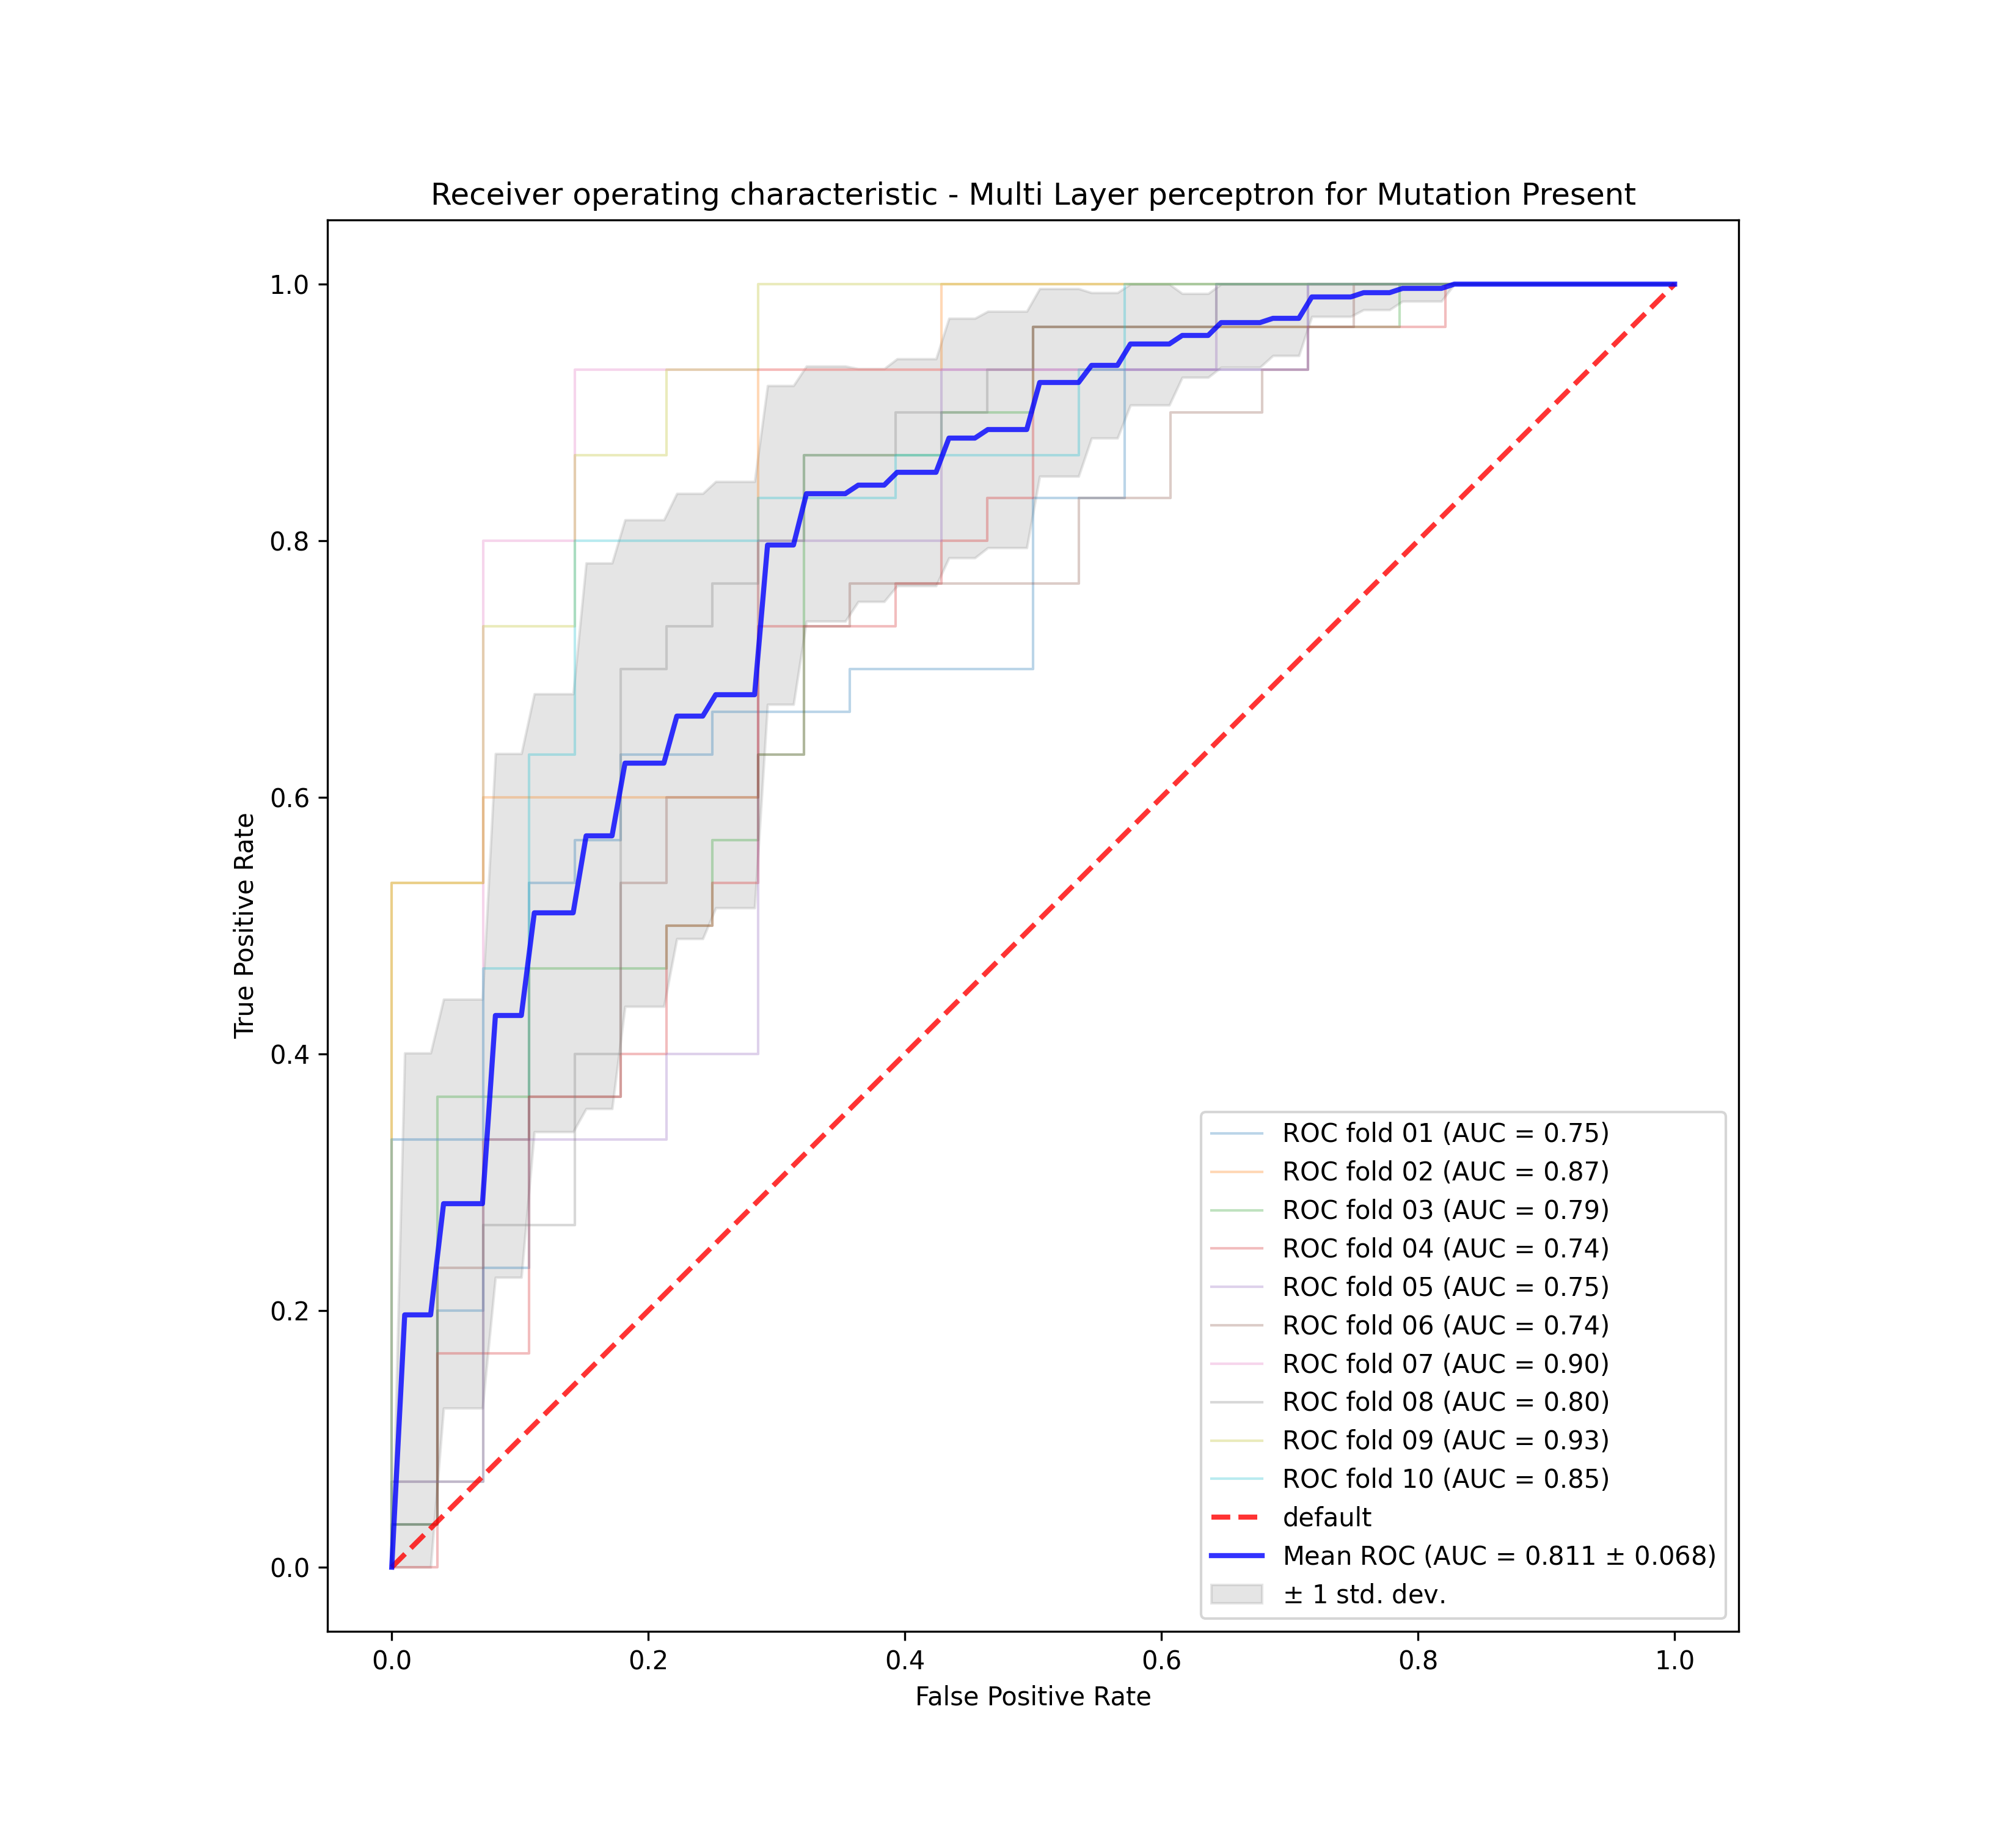 Receiver operating characteristic - Multi Layer perceptron for Mutation Present
1.0
0.8
0.6
0.4
0.2
0.0
True Positive Rate
ROC fold 01 (AUC = 0.75)
ROC fold 02 (AUC = 0.87)
ROC fold 03 (AUC = 0.79)
ROC fold 04 (AUC = 0.74)
ROC fold 05 (AUC = 0.75)
ROC fold 06 (AUC = 0.74)
ROC fold 07 (AUC = 0.90)
ROC fold 08 (AUC = 0.80)
ROC fold 09 (AUC = 0.93)
ROC fold 10 (AUC = 0.85)
default
Mean ROC (AUC = 0.811 ± 0.068)
± 1 std. dev.
0.0 0.2 0.4 0.6 0.8 1.0
False Positive Rate